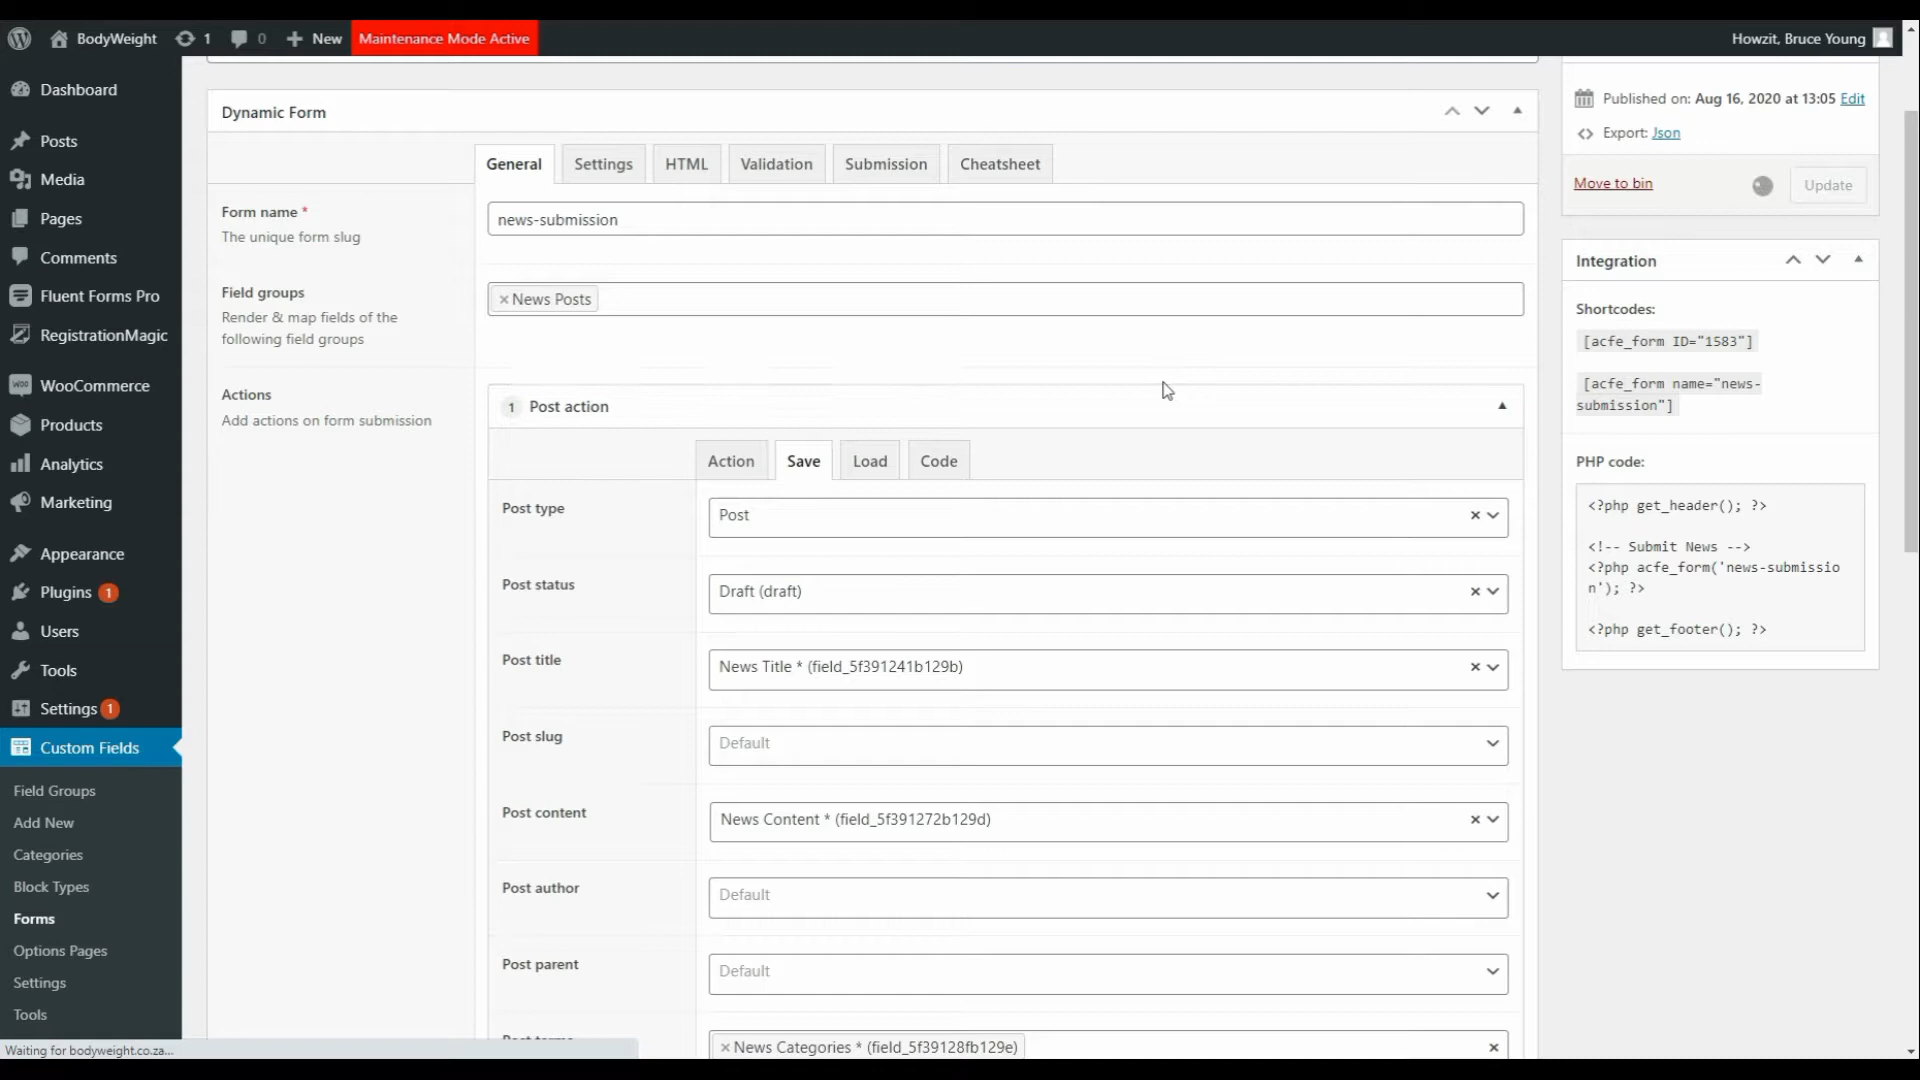 BodyWeight 1 0 New Maintenance Mode Active Howzit, Bruce Young
Dashboard
Posts
Media
Pages
Comments
Fluent Forms Pro
RegistrationMagic
WooCommerce
Products
Analytics
Marketing
Appearance
Plugins 1
Users
Tools
Settings 1
Custom Fields
Field Groups
Add New
Categories
Block Types
Forms
Options Pages
Settings
Tools
Waiting for bodyweight.co.za...
Dynamic Form
General Settings HTML Validation Submission Cheatsheet
Form name *
The unique form slug
news-submission
Field groups
Render & map fields of the
following field groups
×News Posts
Actions
Add actions on form submission
1 Post action
Action Save Load Code
Post type
Post
Post status
Draft (draft)
Post title
News Title * (field_5f391241b129b)
Post slug
Default
Post content
News Content * (field_5f391272b129d)
Post author
Default
Post parent
Default
Post terms
×News Categories * (field_5f39128fb129e)
Published on: Aug 16, 2020 at 13:05 Edit
Export: Json
Move to bin
Update
Integration
Shortcodes:
[acfe_form ID="1583"]
[acfe_form name="news-
submission"]
PHP code:
<?php get_header(); ?>
<!-- Submit News -->
<?php acfe_form('news-submissio
n'); ?>
<?php get_footer(); ?>